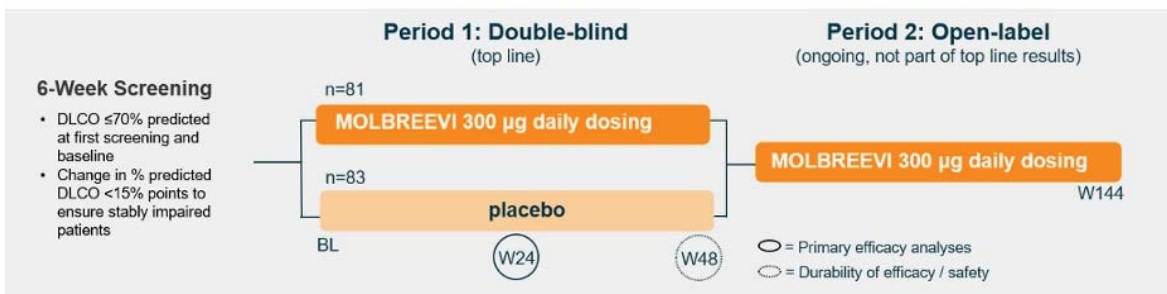 Period 1: Double-blind
(top line)
Period 2: Open-label
(ongoing, not part of top line results)
6-Week Screening
• DLCO ≤70% predicted
at first screening and
baseline
• Change in % predicted
DLCO <15% points to
ensure stably impaired
patients
n=81
MOLBREEVI 300 µg daily dosing
n=83
placebo
BL
W24
W48
MOLBREEVI 300 µg daily dosing
W144
= Primary efficacy analyses
= Durability of efficacy / safety